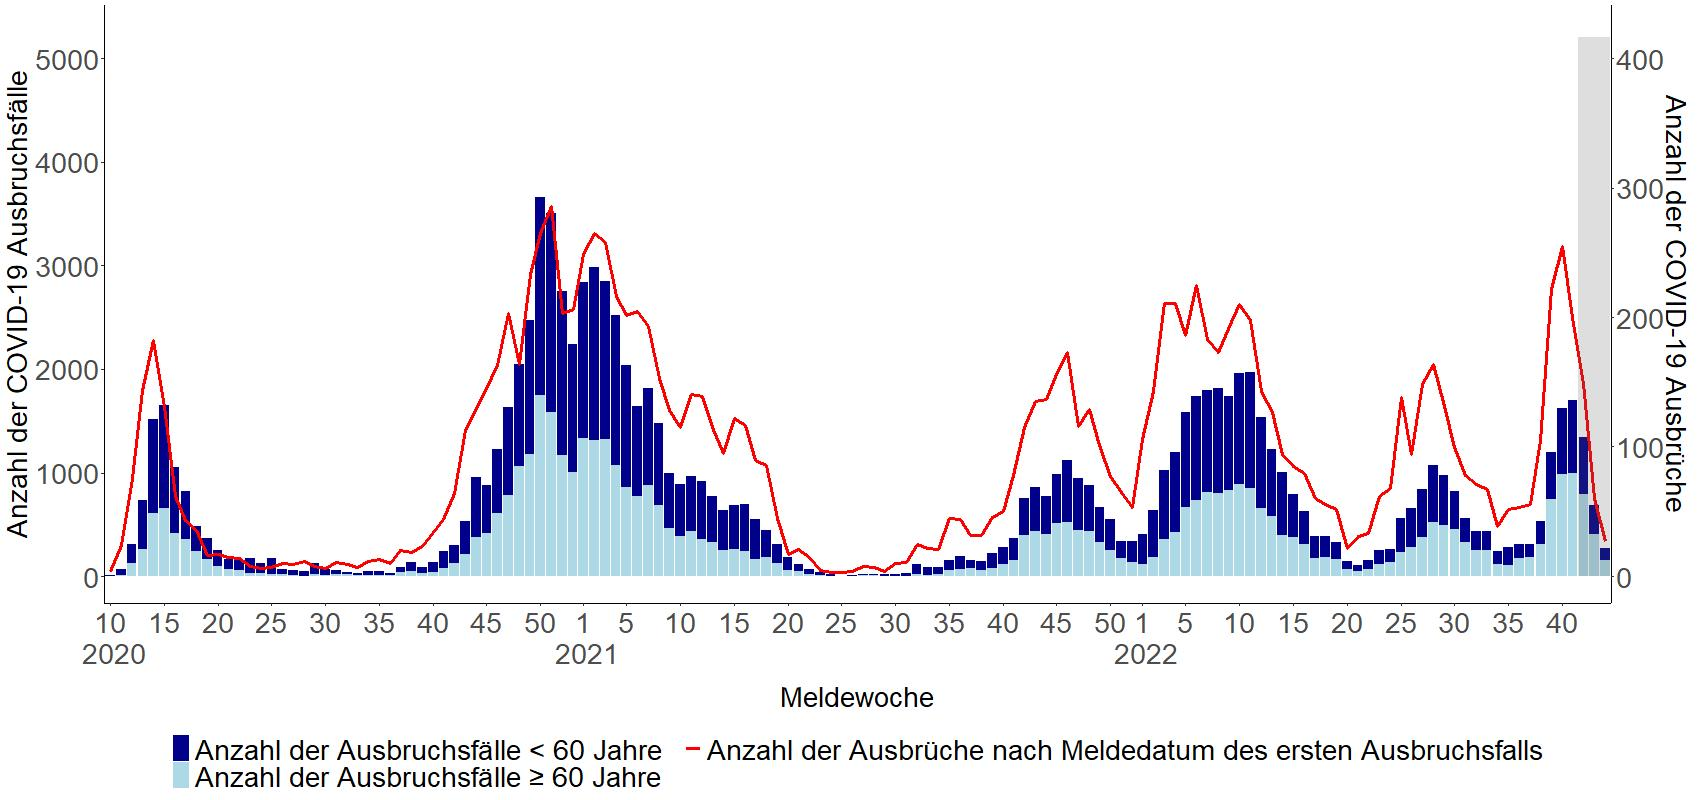 Anzahl der COVID-19 Ausbruchsfälle
5000
4000
3000
2000
1000
0
400
300
200
100
0
Anzahl der COVID-19 Ausbrüche
10 15 20 25 30 35 40 45 50 1 5 10 15 20 25 30 35 40 45 50 1 5 10 15 20 25 30 35 40
2020 2021 2022
Meldewoche
Anzahl der Ausbruchsfälle < 60 Jahre
Anzahl der Ausbruchsfälle ≥ 60 Jahre
Anzahl der Ausbrüche nach Meldedatum des ersten Ausbruchsfalls